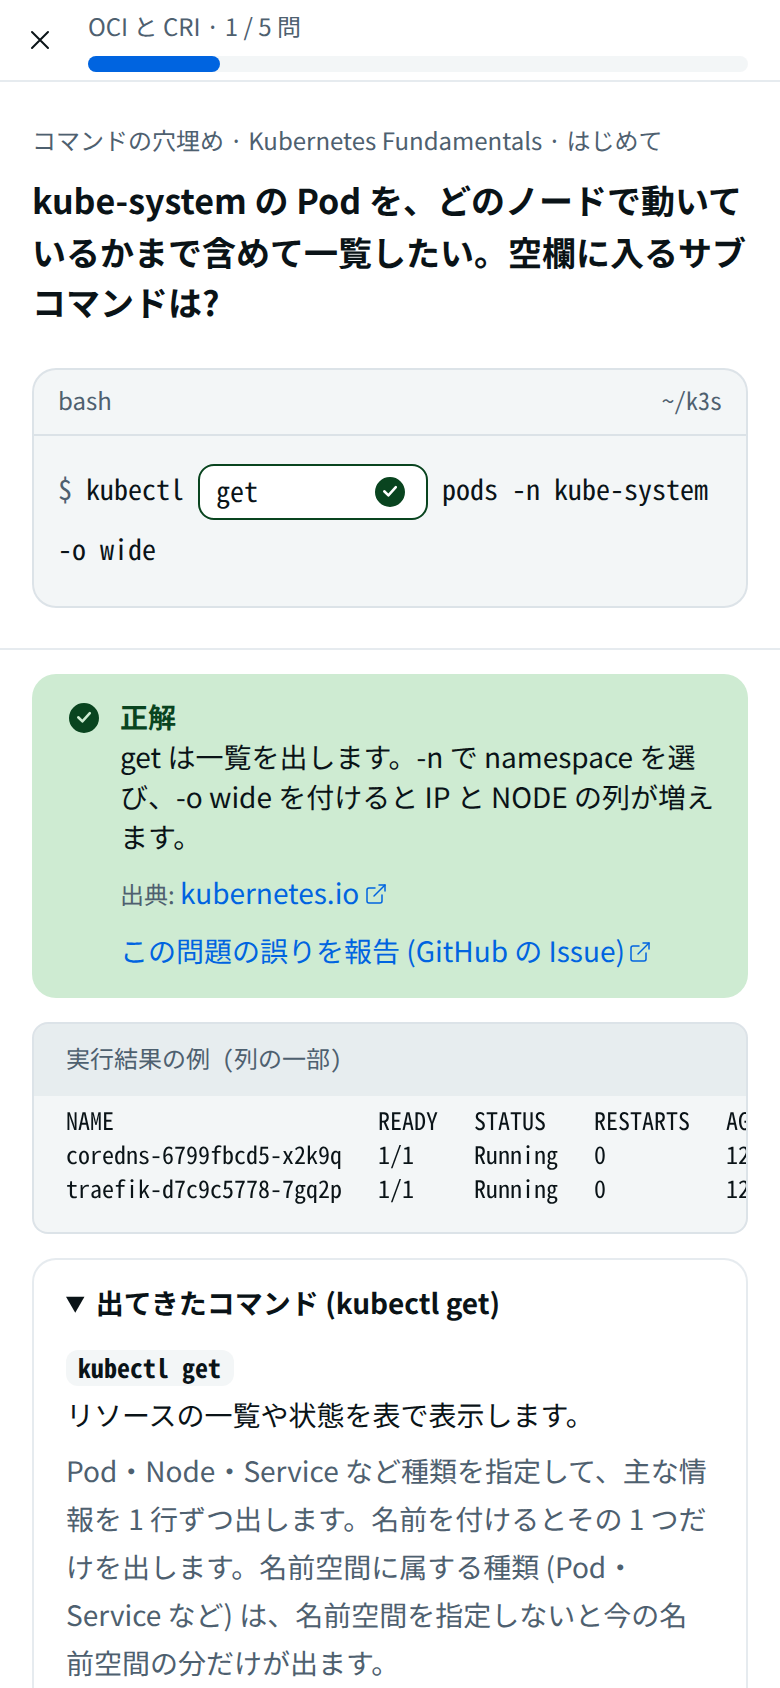 OCI と CRI · 1 / 5 問
コマンドの穴埋め · Kubernetes Fundamentals · はじめて
kube-system の Pod を、どのノードで動いて
いるかまで含めて一覧したい。空欄に入るサブ
コマンドは?
bash ~/k3s
$ kubectl get pods -n kube-system
-o wide
正解
get は一覧を出します。-n で namespace を選
び、-o wide を付けると IP と NODE の列が増え
ます。
出典: kubernetes.io
この問題の誤りを報告 (GitHub の Issue)
実行結果の例（列の一部）
NAME READY STATUS RESTARTS
coredns-6799fbcd5-x2k9q 1/1 Running 0 12
traefik-d7c9c5778-7gq2p 1/1 Running 0 12
▼ 出てきたコマンド (kubectl get)
kubectl get
リソースの一覧や状態を表で表示します。
Pod・Node・Service など種類を指定して、主な情
報を 1 行ずつ出します。名前を付けるとその 1 つだ
けを出します。名前空間に属する種類 (Pod・
Service など) は、名前空間を指定しないと今の名
前空間の分だけが出ます。